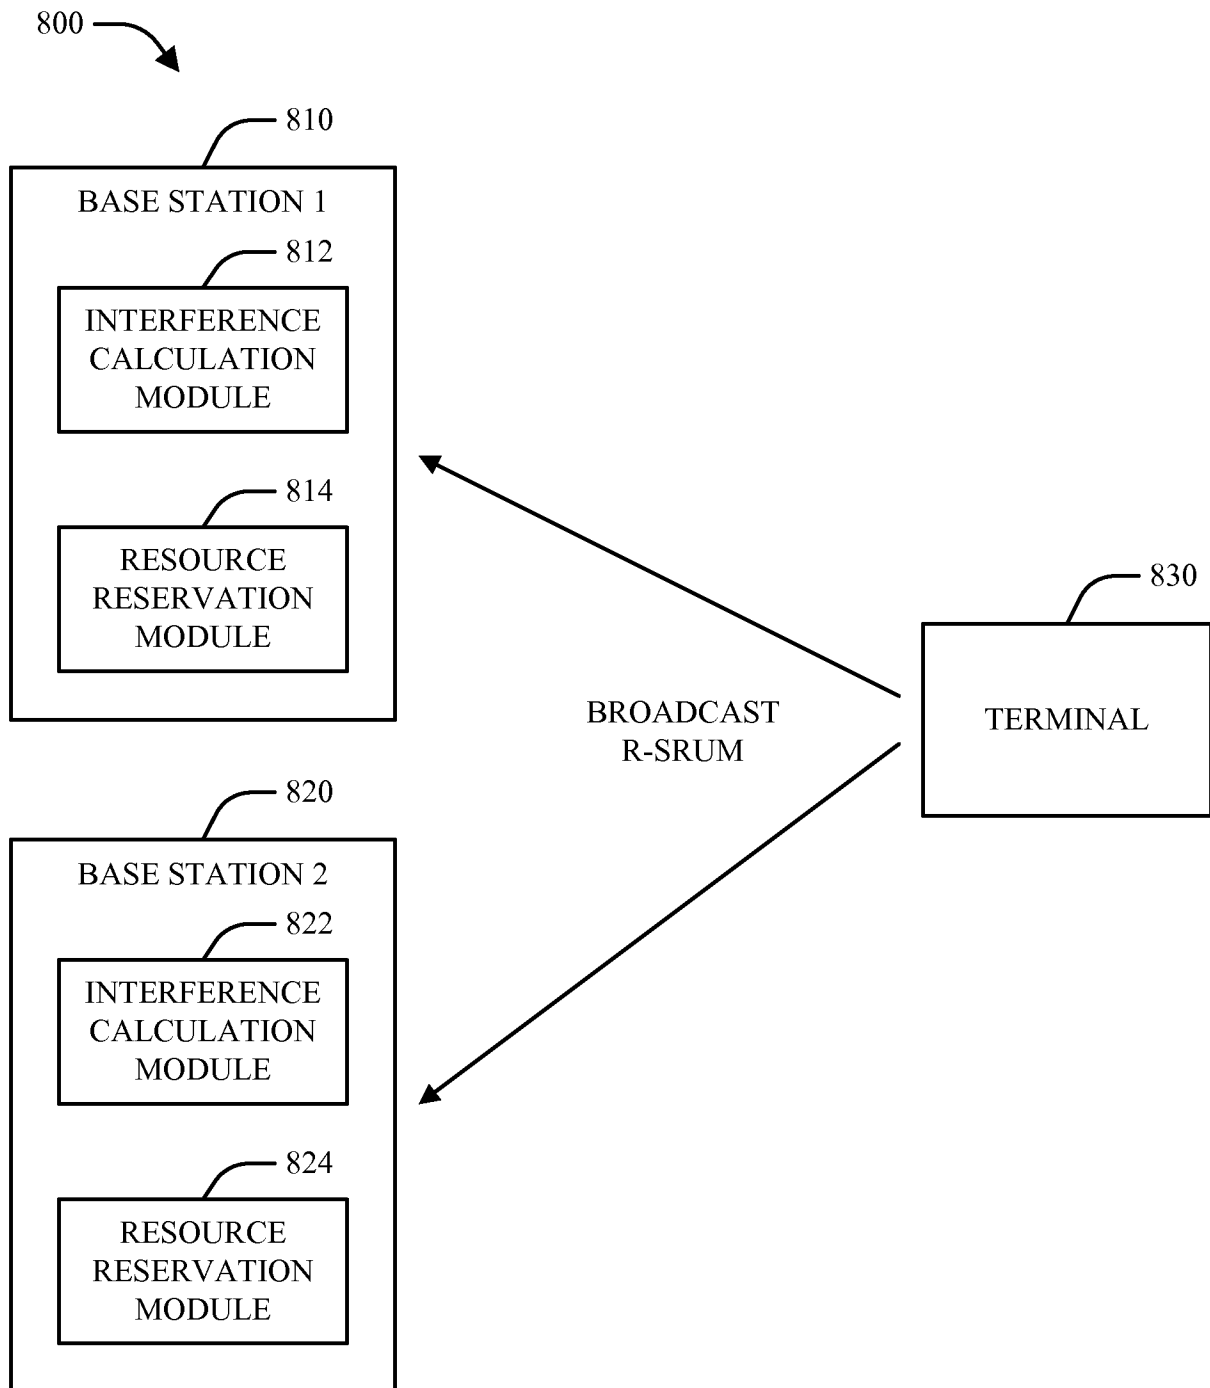 800
810
BASE STATION 1
812
INTERFERENCE
CALCULATION
MODULE
814
RESOURCE
RESERVATION
MODULE
830
TERMINAL
BROADCAST
R-SRUM
820
BASE STATION 2
822
INTERFERENCE
CALCULATION
MODULE
824
RESOURCE
RESERVATION
MODULE